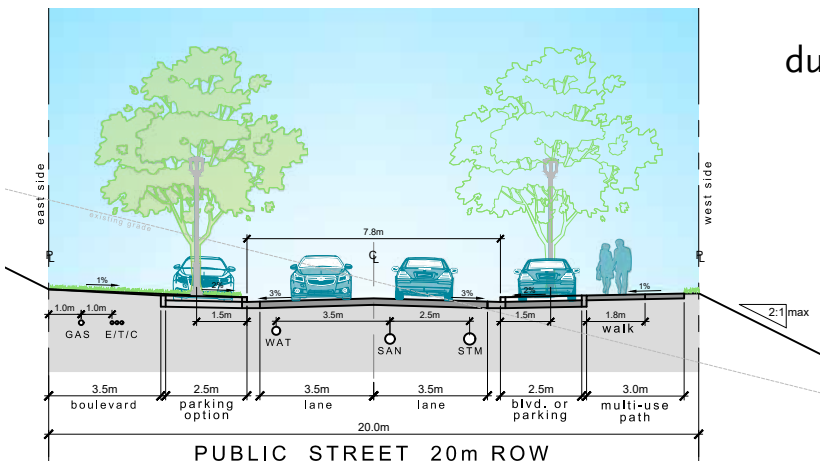 du
east side
west side
existing grade
7.8m
℄
P̲L
P̲L
1%
2%
3%
3%
2%
1%
1.0m 1.0m
1.5m
3.5m
2.5m
1.5m
1.8m
walk
2:1 max
GAS E/T/C
WAT
SAN
STM
3.5m 2.5m 3.5m 3.5m 2.5m 3.0m
boulevard parking option lane lane blvd. or parking multi-use path
20.0m
PUBLIC STREET 20m ROW